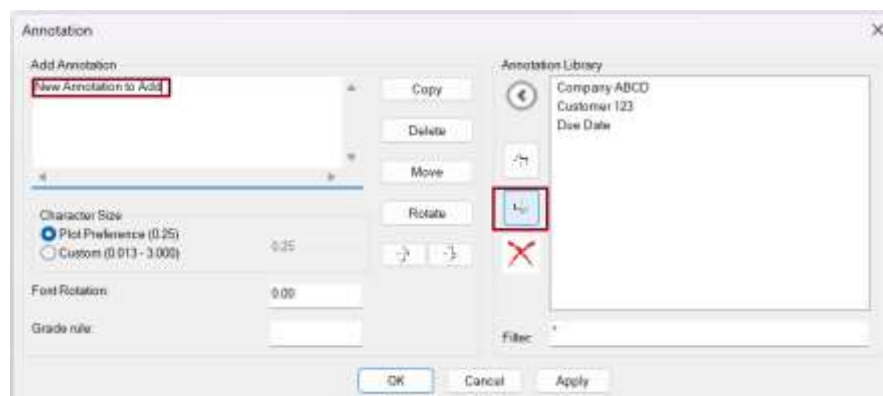 Annotation
Add Annotation
New Annotation to Add
Copy
Delete
Move
Rotate
Character Size
Plot Preference (0.25)
Custom (0.013 - 3.000)
0.25
Font Rotation:
0.00
Grade rule:
Annotation Library
Company ABCD
Customer 123
Due Date
Filter:
*
OK
Cancel
Apply